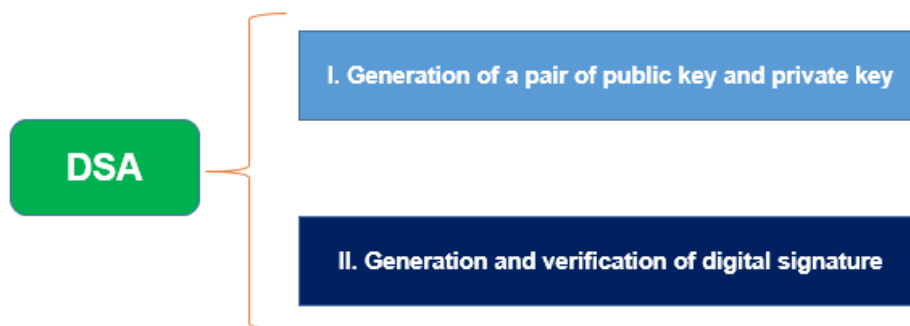 I. Generation of a pair of public key and private key
DSA
II. Generation and verification of digital signature